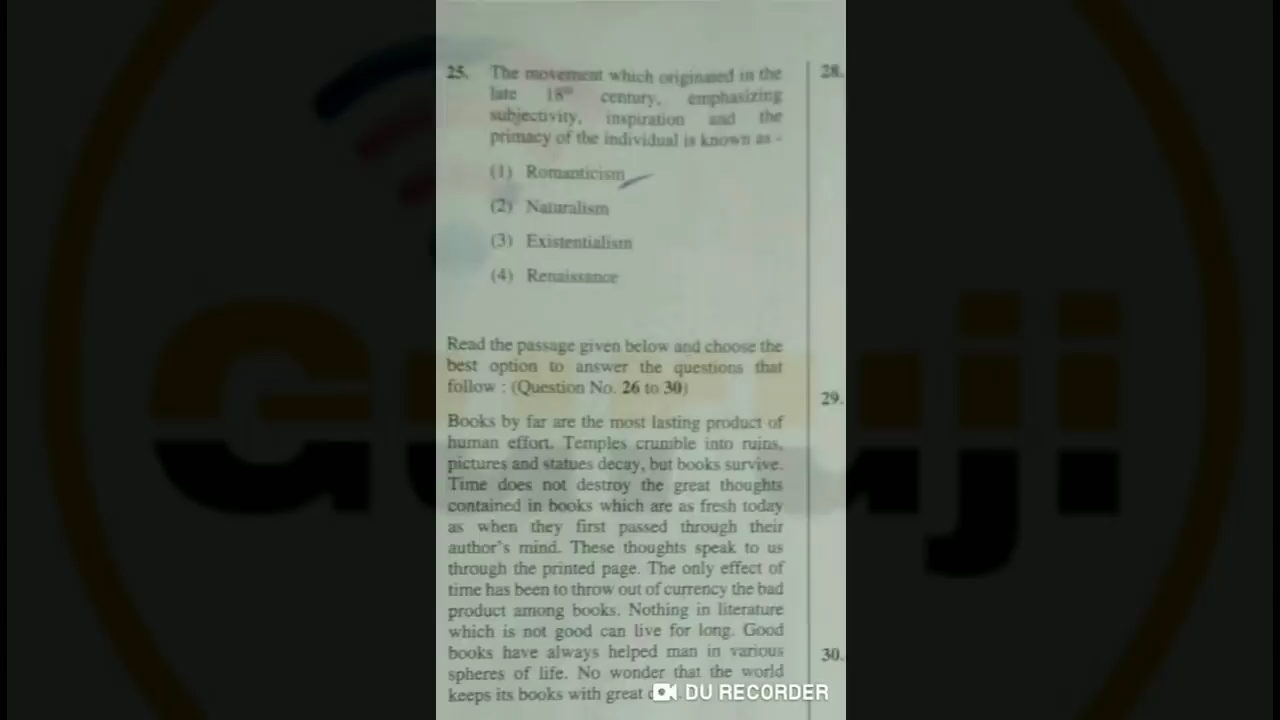 25. The movement which originated in the
late 18th century, emphasizing
subjectivity, inspiration and the
primacy of the individual is known as -
(1) Romanticism
(2) Naturalism
(3) Existentialism
(4) Renaissance
Read the passage given below and choose the
best option to answer the questions that
follow : (Question No. 26 to 30)
Books by far are the most lasting product of
human effort. Temples crumble into ruins,
pictures and statues decay, but books survive.
Time does not destroy the great thoughts
contained in books which are as fresh today
as when they first passed through their
author's mind. These thoughts speak to us
through the printed page. The only effect of
time has been to throw out of currency the bad
product among books. Nothing in literature
which is not good can live for long. Good
books have always helped man in various
spheres of life. No wonder that the world
keeps its books with great
28.
29.
30.
DU RECORDER